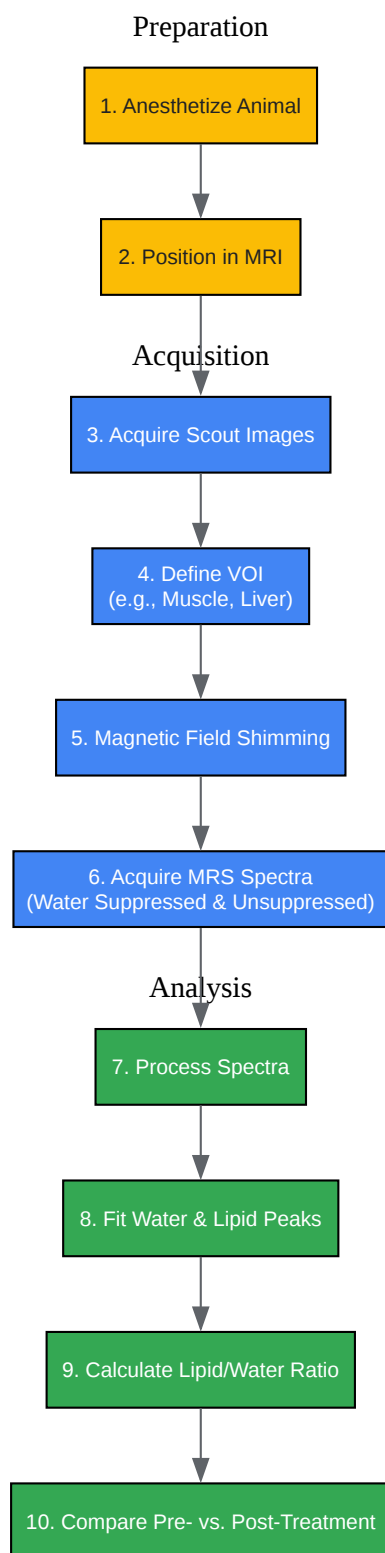 Preparation
1. Anesthetize Animal
2. Position in MRI
Acquisition
3. Acquire Scout Images
4. Define VOI
(e.g., Muscle, Liver)
5. Magnetic Field Shimming
6. Acquire MRS Spectra
(Water Suppressed & Unsuppressed)
Analysis
7. Process Spectra
8. Fit Water & Lipid Peaks
9. Calculate Lipid/Water Ratio
10. Compare Pre- vs. Post-Treatment